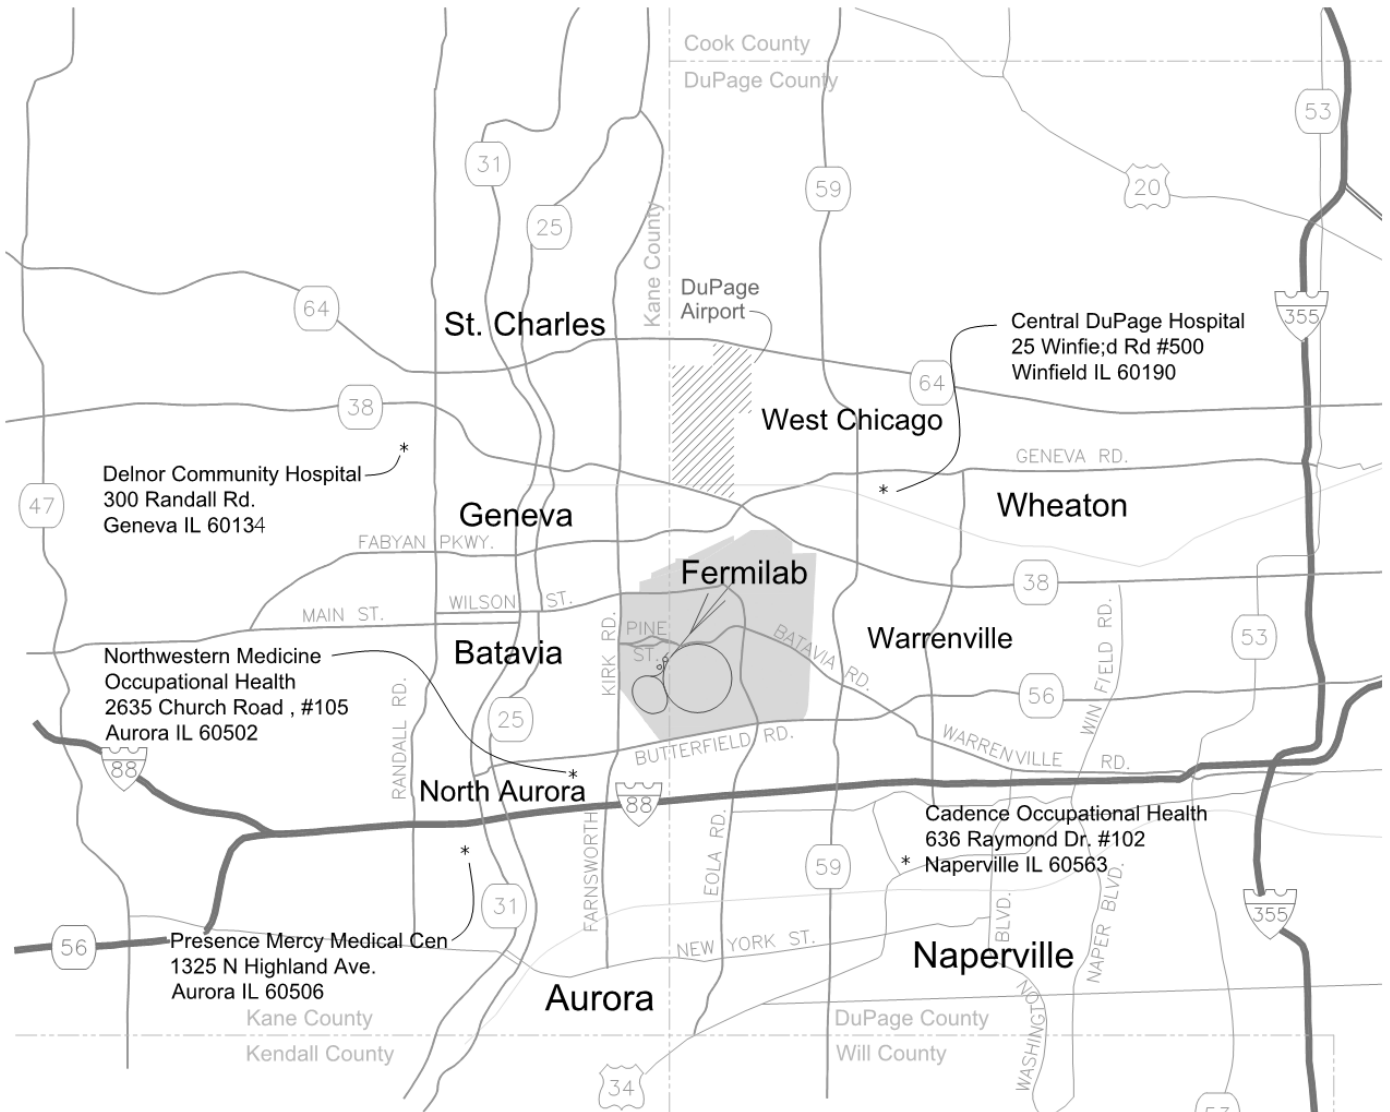 Cook County
DuPage County
53
31
20
59
25
Kane County
DuPage
Airport
64
St. Charles
355
Central DuPage Hospital
25 Winfie;d Rd #500
Winfield IL 60190
64
38
West Chicago
GENEVA RD.
Delnor Community Hospital
300 Randall Rd.
Geneva IL 60134
*
*
47
Geneva
Wheaton
FABYAN PKWY.
Fermilab
38
MAIN ST.
WILSON ST.
PINE
ST.
KIRK RD.
BATAVIA RD.
Warrenville
WINFIELD RD.
53
Batavia
Northwestern Medicine
Occupational Health
2635 Church Road , #105
Aurora IL 60502
*
RANDALL RD.
25
56
BUTTERFIELD RD.
WARRENVILLE RD.
88
North Aurora
88
FARNSWORTH
EOLA RD.
Cadence Occupational Health
636 Raymond Dr. #102
Naperville IL 60563
*
*
59
31
355
56
Presence Mercy Medical Cen
1325 N Highland Ave.
Aurora IL 60506
NEW YORK ST.
Naperville
WASHINGTON BLVD.
NAPER BLVD.
Aurora
Kane County
Kendall County
DuPage County
Will County
34
53